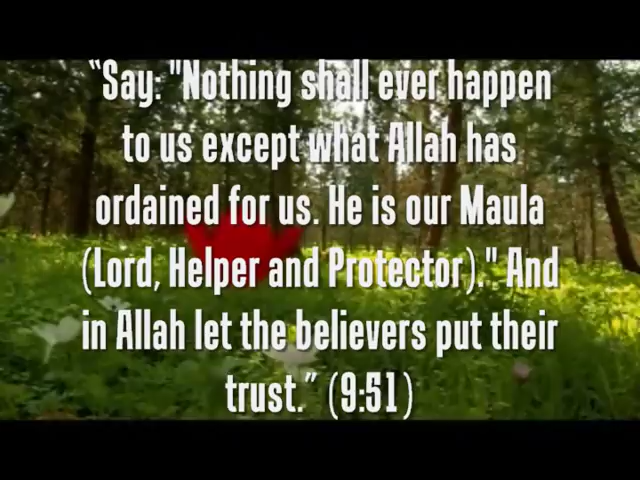 “Say: "Nothing shall ever happen
to us except what Allah has
ordained for us. He is our Maula
(Lord, Helper and Protector)." And
in Allah let the believers put their
trust.” (9:51)